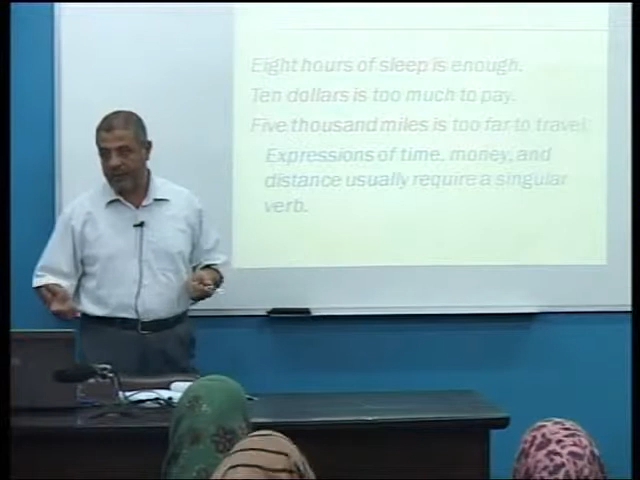 Eight hours of sleep is enough.
Ten dollars is too much to pay.
Five thousand miles is too far to travel.
Expressions of time, money, and
distance usually require a singular
verb.